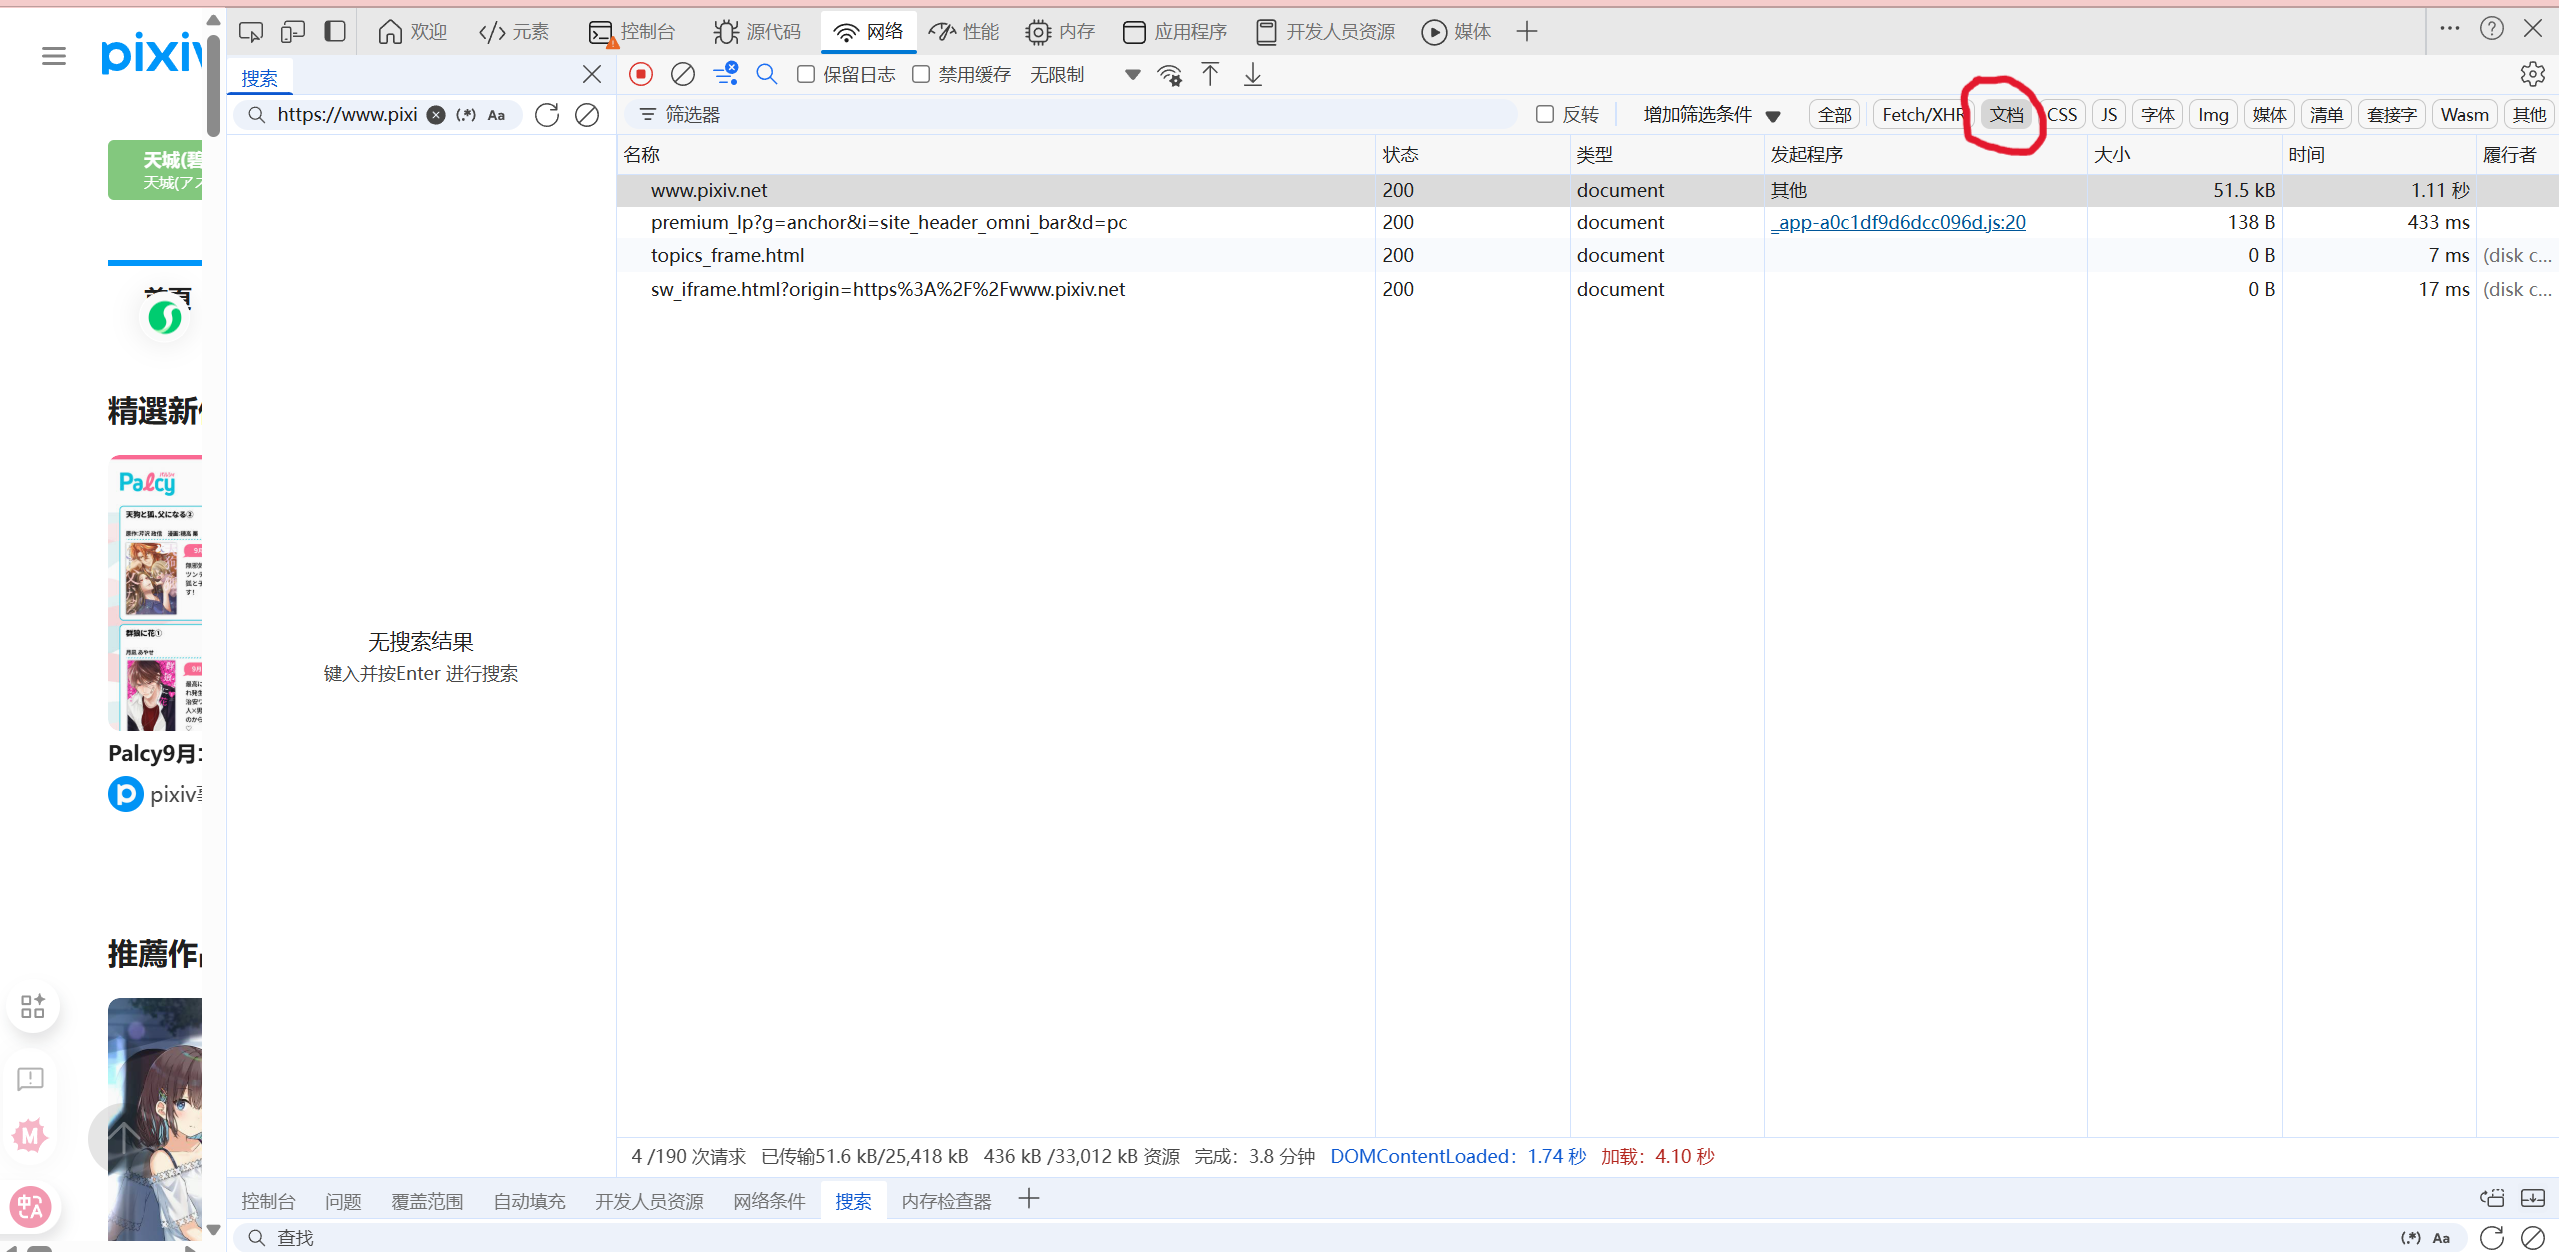 欢迎 元素 控制台 源代码 网络 性能 内存 应用程序 开发人员资源 媒体
pixiv
搜索
保留日志 禁用缓存 无限制
https://www.pixi (.*) Aa
筛选器 反转 增加筛选条件 全部 Fetch/XHR 文档 CSS JS 字体 Img 媒体 清单 套接字 Wasm 其他
名称 状态 类型 发起程序 大小 时间 履行者
www.pixiv.net 200 document 其他 51.5 kB 1.11 秒
premium_lp?g=anchor&i=site_header_omni_bar&d=pc 200 document _app-a0c1df9d6dcc096d.js:20 138 B 433 ms
topics_frame.html 200 document 0 B 7 ms (disk c...
sw_iframe.html?origin=https%3A%2F%2Fwww.pixiv.net 200 document 0 B 17 ms (disk c...
天城(碧
天城(ア
首頁
精選新
Palcy
天狗と狐、父になる②
群狼に花①
月島 あやせ
Palcy9月
pixiv
推薦作
M
无搜索结果
键入并按Enter 进行搜索
4 /190 次请求 已传输51.6 kB/25,418 kB 436 kB /33,012 kB 资源 完成：3.8 分钟 DOMContentLoaded：1.74 秒 加载：4.10 秒
控制台 问题 覆盖范围 自动填充 开发人员资源 网络条件 搜索 内存检查器
查找 (.*) Aa